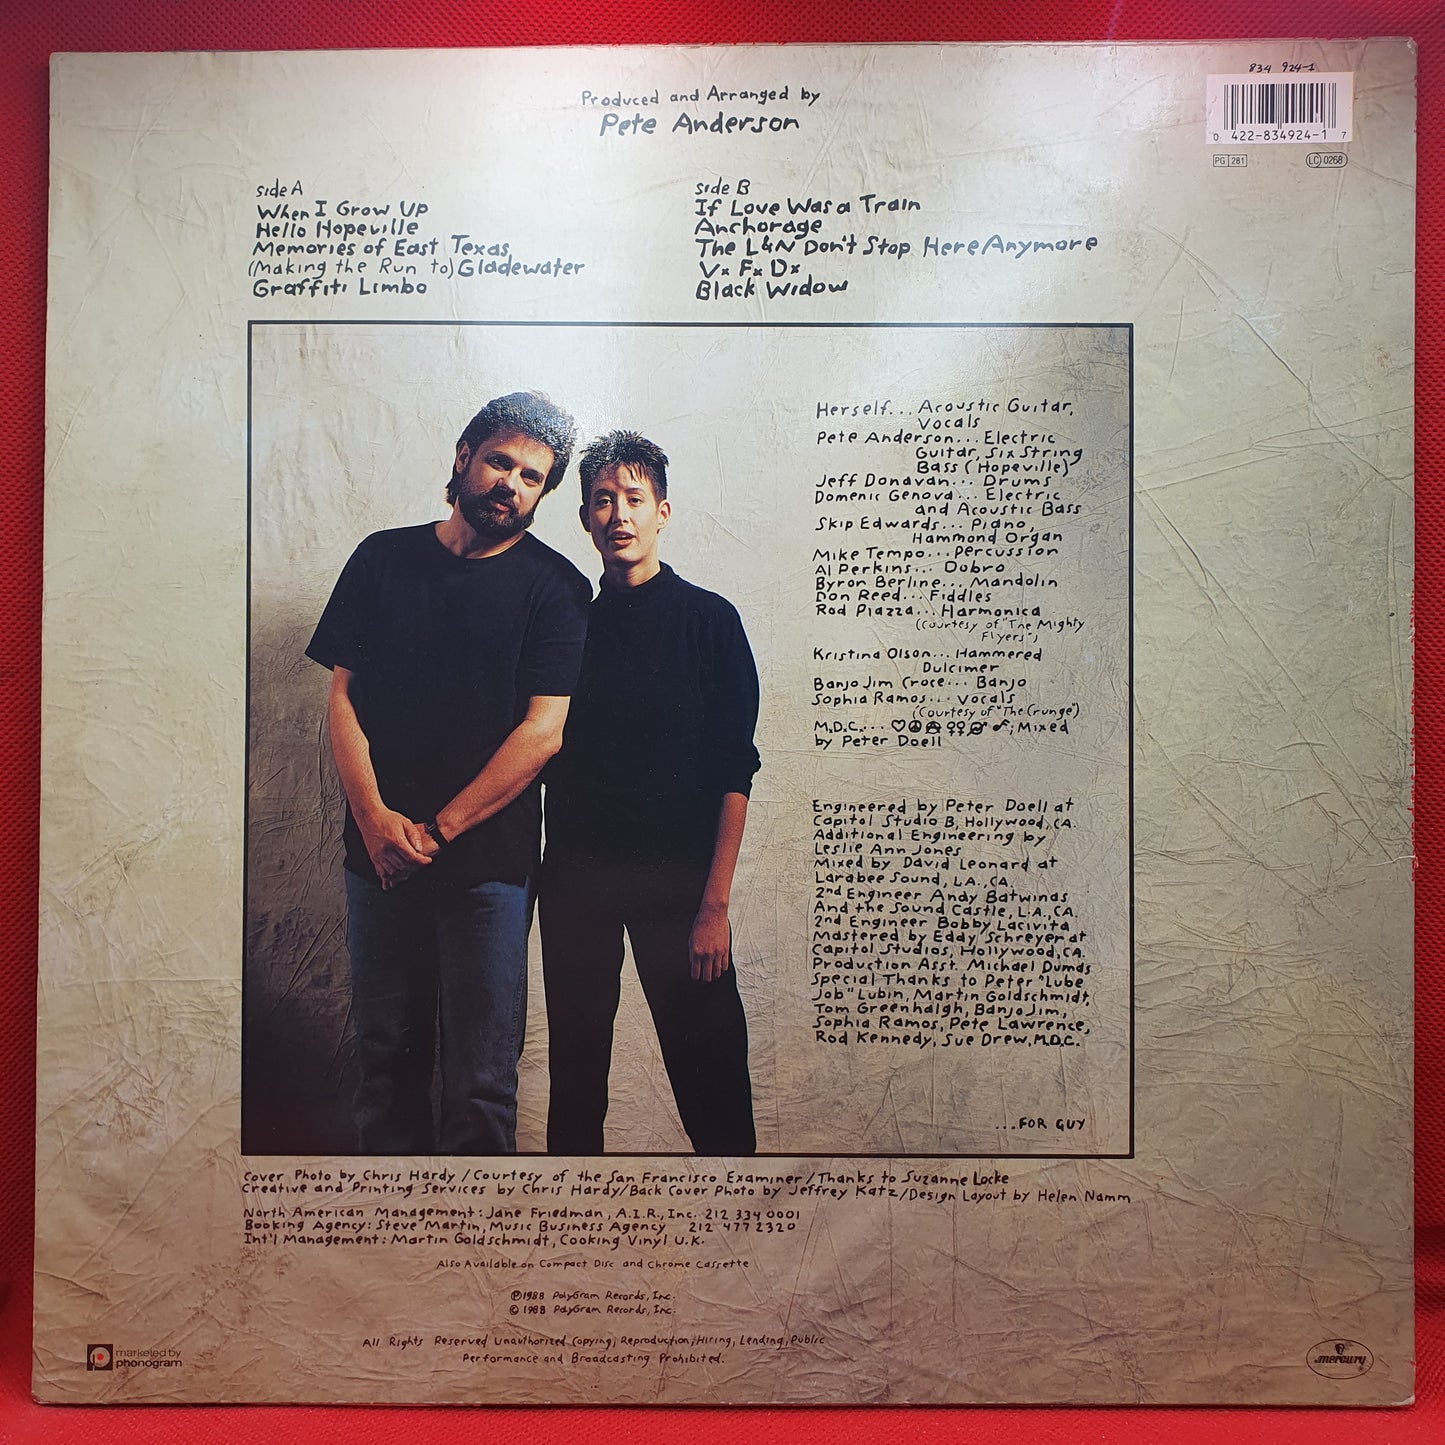 834 924-1
0 422-834924-1 7
PG 281
LC 0268
Produced and Arranged by
Pete Anderson
Side A
When I Grow Up
Hello Hopeville
Memories of East Texas
(Making the Run to) Gladewater
Graffiti Limbo
Side B
If Love Was a Train
Anchorage
The L&N Don't Stop Here Anymore
V× F× D×
Black Widow
Herself... Acoustic Guitar,
Vocals
Pete Anderson... Electric
Guitar, Six String
Bass (Hopeville)
Jeff Donavan... Drums
Domenic Genova... Electric
and Acoustic Bass
Skip Edwards... Piano,
Hammond Organ
Mike Tempo... Percussion
Al Perkins... Dobro
Byron Berline... Mandolin
Don Reed... Fiddles
Rod Piazza... Harmonica
(Courtesy of "The Mighty
Flyers")
Kristina Olson... Hammered
Dulcimer
Banjo Jim Croce... Banjo
Sophia Ramos... Vocals
(Courtesy of "The Crunge")
M.D.C.... ; Mixed
by Peter Doell
Engineered by Peter Doell at
Capitol Studio B, Hollywood, CA.
Additional Engineering by
Leslie Ann Jones
Mixed by David Leonard at
Larabee Sound, L.A., CA.
2nd Engineer Andy Batwinas
And the Sound Castle, L.A., CA.
2nd Engineer Bobby Lacivita
Mastered by Eddy Schreyer at
Capitol Studios, Hollywood, CA.
Production Asst. Michael Dumas
Special Thanks to Peter "Lube
Job" Lubin, Martin Goldschmidt,
Tom Greenhalgh, Banjo Jim,
Sophia Ramos, Pete Lawrence,
Rod Kennedy, Sue Drew, M.D.C.
...FOR GUY
Cover Photo by Chris Hardy / Courtesy of the San Francisco Examiner / Thanks to Suzanne Locke
Creative and Printing Services by Chris Hardy / Back Cover Photo by Jeffrey Katz / Design Layout by Helen Namm
North American Management: Jane Friedman, A.I.R., Inc. 212 334 0001
Booking Agency: Steve Martin, Music Business Agency 212 477 2320
Int'l Management: Martin Goldschmidt, Cooking Vinyl U.K.
Also Available on Compact Disc and Chrome Cassette
℗1988 PolyGram Records, Inc.
© 1988 PolyGram Records, Inc.
All Rights Reserved Unauthorized Copying, Reproduction, Hiring, Lending, Public
Performance and Broadcasting Prohibited.
marketed by
phonogram
mercury